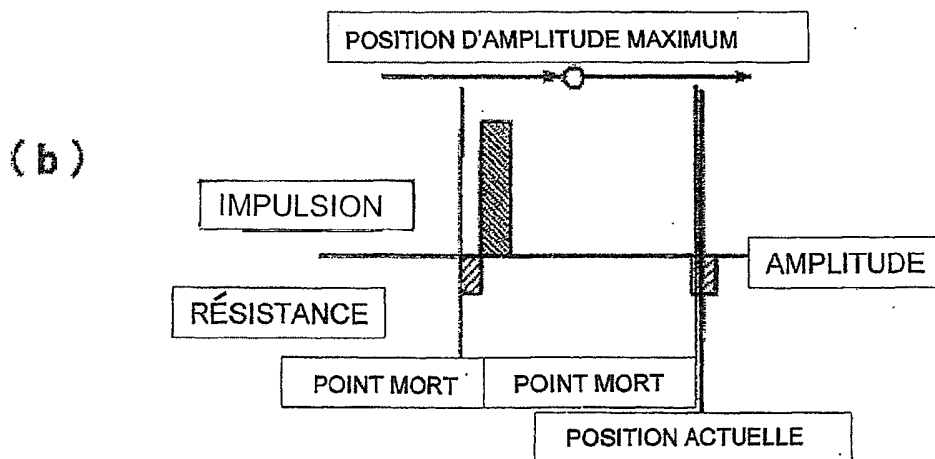 POSITION D'AMPLITUDE MAXIMUM
(b)
IMPULSION
AMPLITUDE
RÉSISTANCE
POINT MORT POINT MORT
POSITION ACTUELLE